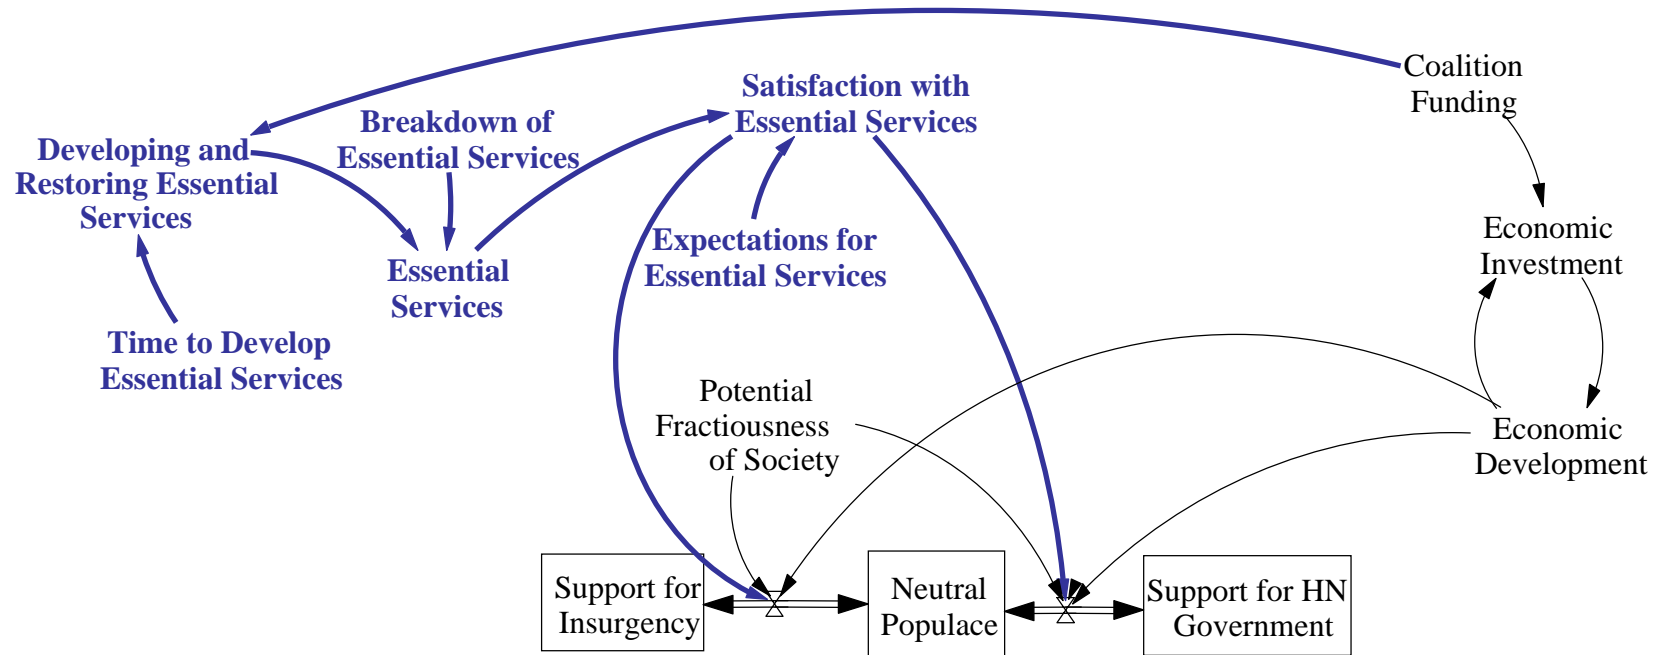 Coalition
Funding
Satisfaction with
Essential Services
Breakdown of
Essential Services
Developing and
Restoring Essential
Services
Expectations for
Essential Services
Essential
Services
Economic
Investment
Time to Develop
Essential Services
Potential
Fractiousness
of Society
Economic
Development
Support for
Insurgency
Neutral
Populace
Support for HN
Government